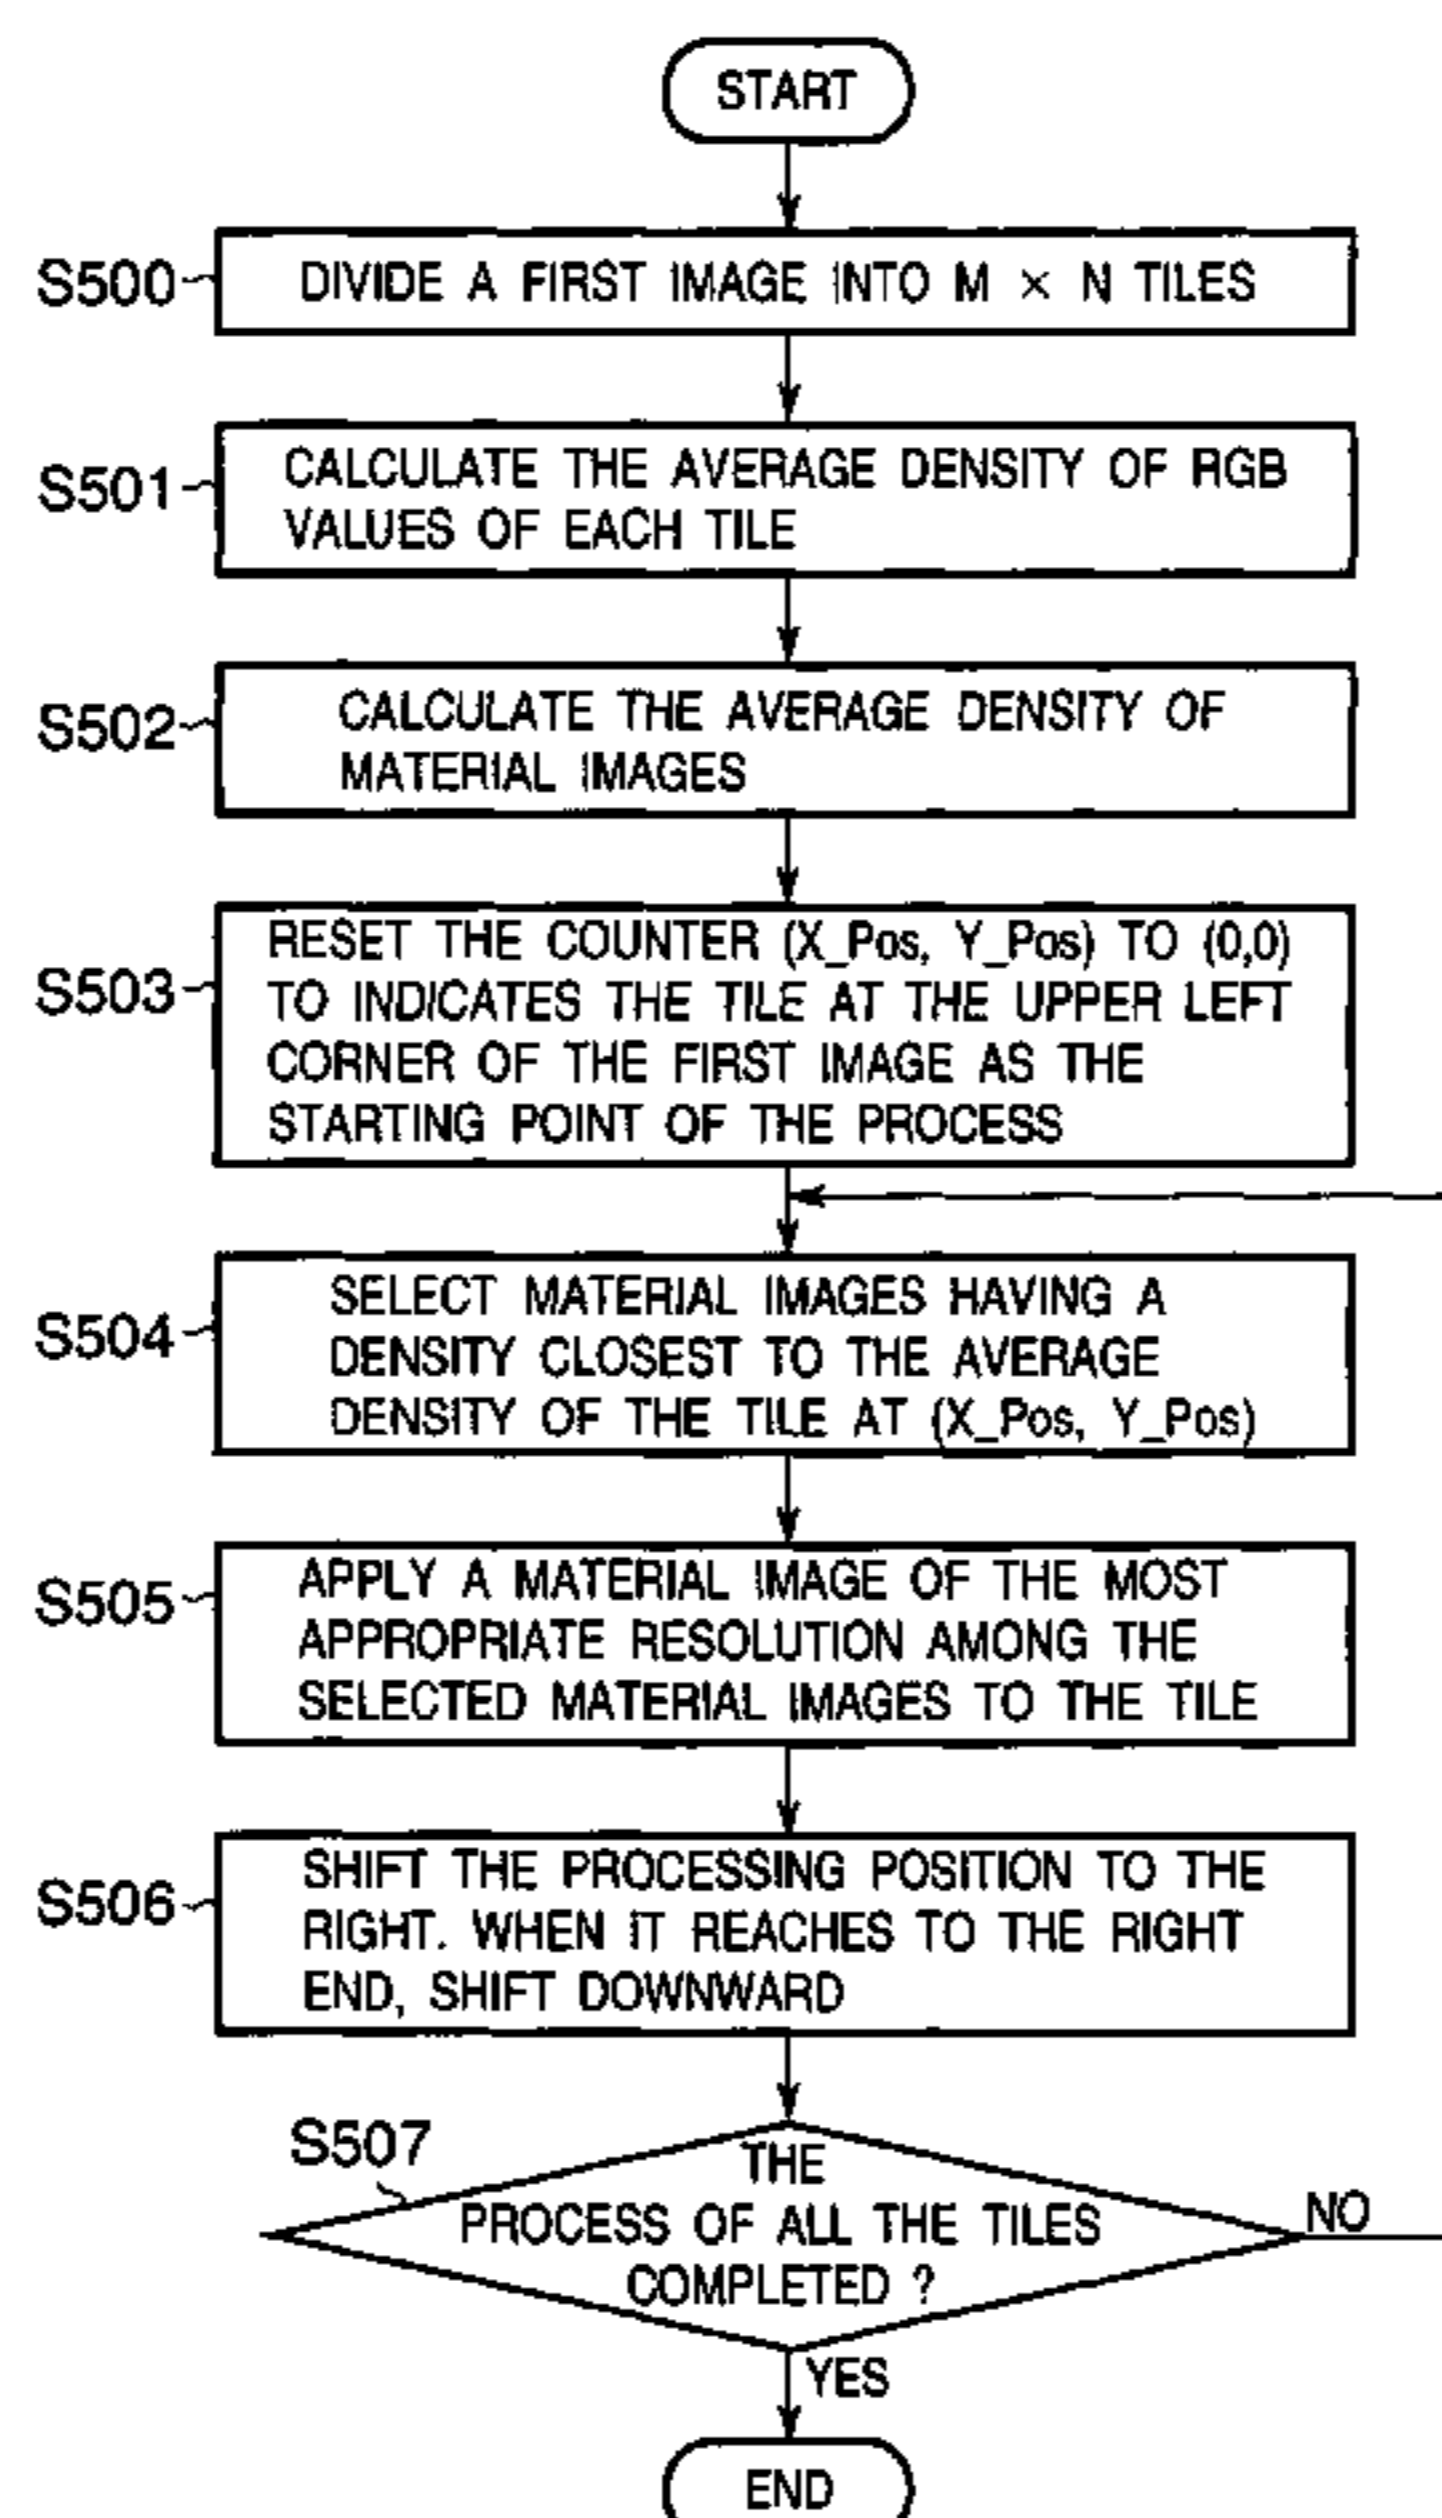 START
S500
DIVIDE A FIRST IMAGE INTO M × N TILES
S501
CALCULATE THE AVERAGE DENSITY OF RGB
VALUES OF EACH TILE
S502
CALCULATE THE AVERAGE DENSITY OF
MATERIAL IMAGES
S503
RESET THE COUNTER (X_Pos, Y_Pos) TO (0,0)
TO INDICATES THE TILE AT THE UPPER LEFT
CORNER OF THE FIRST IMAGE AS THE
STARTING POINT OF THE PROCESS
S504
SELECT MATERIAL IMAGES HAVING A
DENSITY CLOSEST TO THE AVERAGE
DENSITY OF THE TILE AT (X_Pos, Y_Pos)
S505
APPLY A MATERIAL IMAGE OF THE MOST
APPROPRIATE RESOLUTION AMONG THE
SELECTED MATERIAL IMAGES TO THE TILE
S506
SHIFT THE PROCESSING POSITION TO THE
RIGHT. WHEN IT REACHES TO THE RIGHT
END, SHIFT DOWNWARD
S507
THE
PROCESS OF ALL THE TILES
COMPLETED ?
NO
YES
END